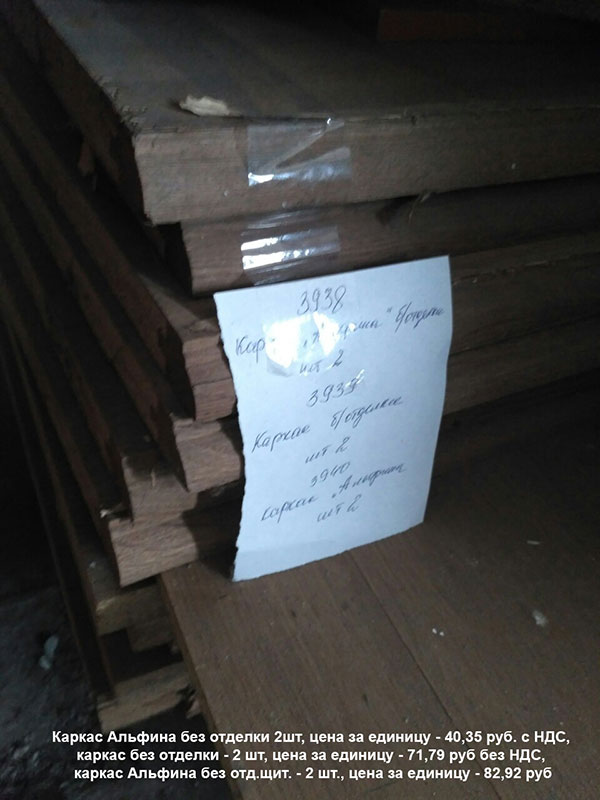 3938
б/отделки
шт 2
3939
Каркас б/отделки
шт 2
3940
каркас "Альфина
шт 2
Каркас Альфина без отделки 2шт, цена за единицу - 40,35 руб. с НДС,
каркас без отделки - 2 шт, цена за единицу - 71,79 руб без НДС,
каркас Альфина без отд.щит. - 2 шт., цена за единицу - 82,92 руб